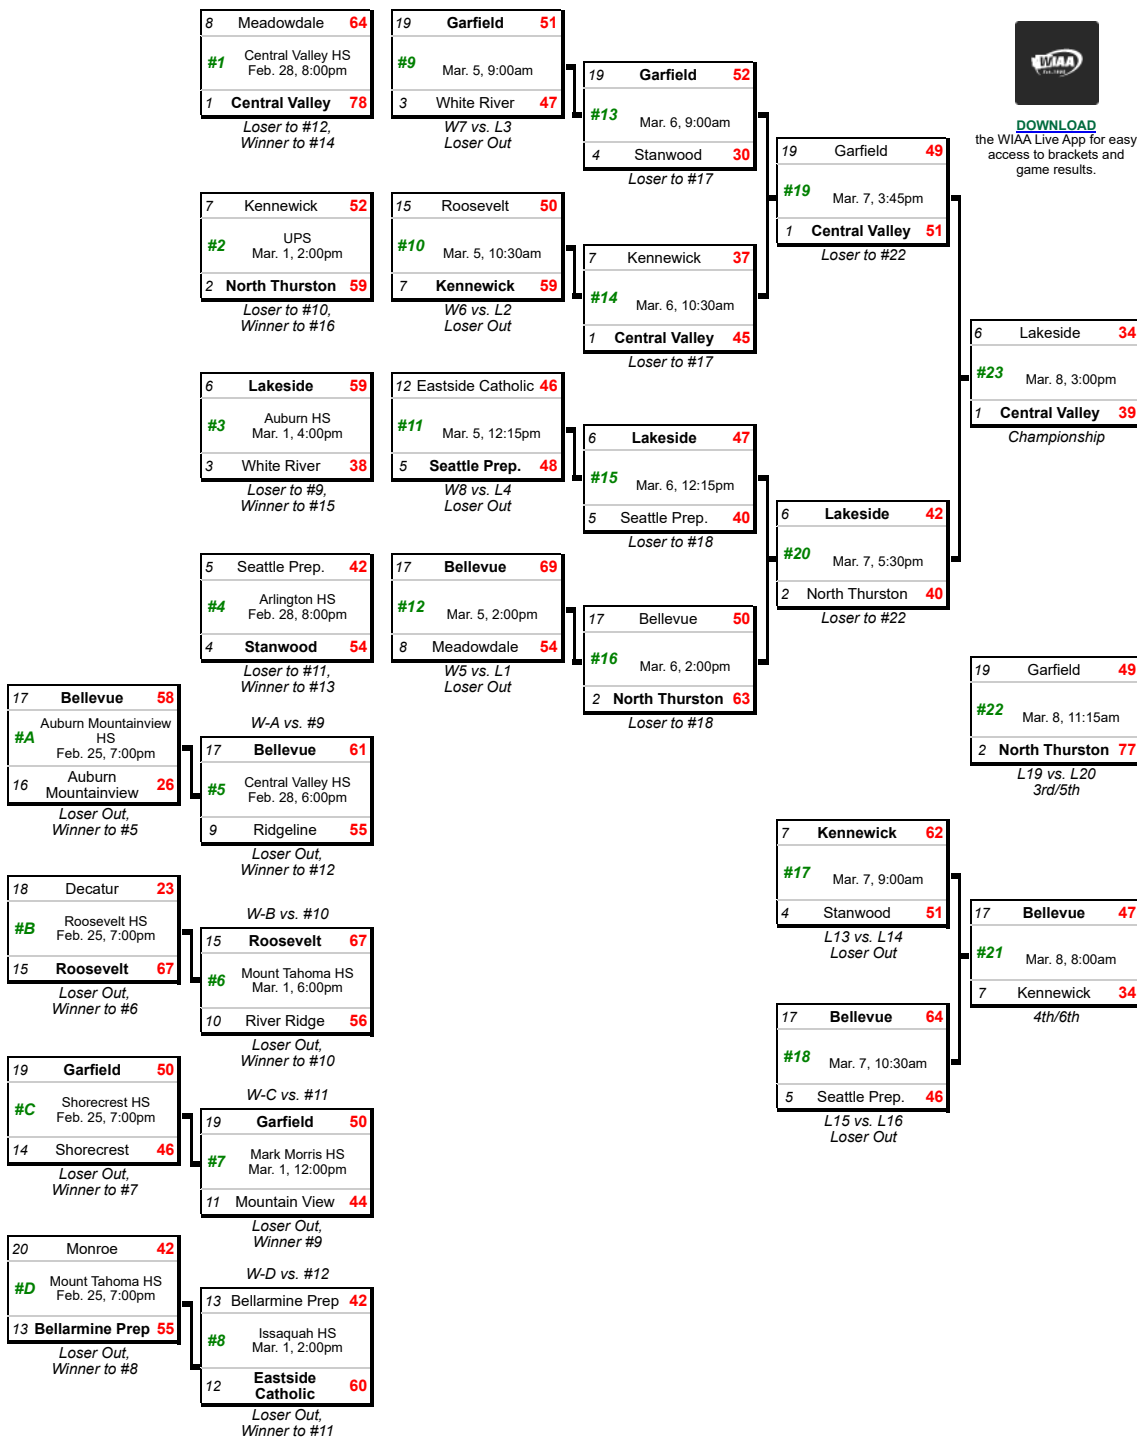 8 Meadowdale 64
#1 Central Valley HS
Feb. 28, 8:00pm
1 Central Valley 78
Loser to #12,
Winner to #14
7 Kennewick 52
#2 UPS
Mar. 1, 2:00pm
2 North Thurston 59
Loser to #10,
Winner to #16
6 Lakeside 59
#3 Auburn HS
Mar. 1, 4:00pm
3 White River 38
Loser to #9,
Winner to #15
5 Seattle Prep. 42
#4 Arlington HS
Feb. 28, 8:00pm
4 Stanwood 54
Loser to #11,
Winner to #13
17 Bellevue 58
#A Auburn Mountainview
HS
Feb. 25, 7:00pm
16 Auburn
Mountainview 26
Loser Out,
Winner to #5
W-A vs. #9
17 Bellevue 61
#5 Central Valley HS
Feb. 28, 6:00pm
9 Ridgeline 55
Loser Out,
Winner to #12
18 Decatur 23
#B Roosevelt HS
Feb. 25, 7:00pm
15 Roosevelt 67
Loser Out,
Winner to #6
W-B vs. #10
15 Roosevelt 67
#6 Mount Tahoma HS
Mar. 1, 6:00pm
10 River Ridge 56
Loser Out,
Winner to #10
19 Garfield 50
#C Shorecrest HS
Feb. 25, 7:00pm
14 Shorecrest 46
Loser Out,
Winner to #7
W-C vs. #11
19 Garfield 50
#7 Mark Morris HS
Mar. 1, 12:00pm
11 Mountain View 44
Loser Out,
Winner #9
20 Monroe 42
#D Mount Tahoma HS
Feb. 25, 7:00pm
13 Bellarmine Prep 55
Loser Out,
Winner to #8
W-D vs. #12
13 Bellarmine Prep 42
#8 Issaquah HS
Mar. 1, 2:00pm
12 Eastside
Catholic 60
Loser Out,
Winner to #11
19 Garfield 51
#9 Mar. 5, 9:00am
3 White River 47
W7 vs. L3
Loser Out
15 Roosevelt 50
#10 Mar. 5, 10:30am
7 Kennewick 59
W6 vs. L2
Loser Out
12 Eastside Catholic 46
#11 Mar. 5, 12:15pm
5 Seattle Prep. 48
W8 vs. L4
Loser Out
17 Bellevue 69
#12 Mar. 5, 2:00pm
8 Meadowdale 54
W5 vs. L1
Loser Out
19 Garfield 52
#13 Mar. 6, 9:00am
4 Stanwood 30
Loser to #17
7 Kennewick 37
#14 Mar. 6, 10:30am
1 Central Valley 45
Loser to #17
6 Lakeside 47
#15 Mar. 6, 12:15pm
5 Seattle Prep. 40
Loser to #18
17 Bellevue 50
#16 Mar. 6, 2:00pm
2 North Thurston 63
Loser to #18
19 Garfield 49
#19 Mar. 7, 3:45pm
1 Central Valley 51
Loser to #22
6 Lakeside 42
#20 Mar. 7, 5:30pm
2 North Thurston 40
Loser to #22
7 Kennewick 62
#17 Mar. 7, 9:00am
4 Stanwood 51
L13 vs. L14
Loser Out
17 Bellevue 64
#18 Mar. 7, 10:30am
5 Seattle Prep. 46
L15 vs. L16
Loser Out
WIAA
Est. 1905
DOWNLOAD
the WIAA Live App for easy
access to brackets and
game results.
6 Lakeside 34
#23 Mar. 8, 3:00pm
1 Central Valley 39
Championship
19 Garfield 49
#22 Mar. 8, 11:15am
2 North Thurston 77
L19 vs. L20
3rd/5th
17 Bellevue 47
#21 Mar. 8, 8:00am
7 Kennewick 34
4th/6th